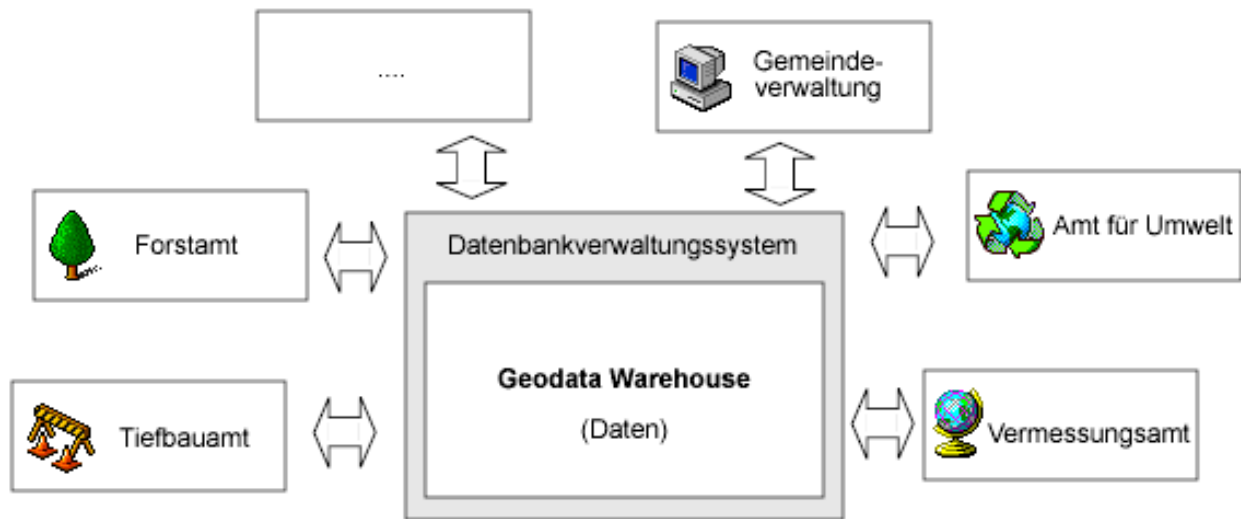 ....
Gemeinde-
verwaltung
Forstamt
Datenbankverwaltungssystem
Amt für Umwelt
Geodata Warehouse
(Daten)
Tiefbauamt
Vermessungsamt